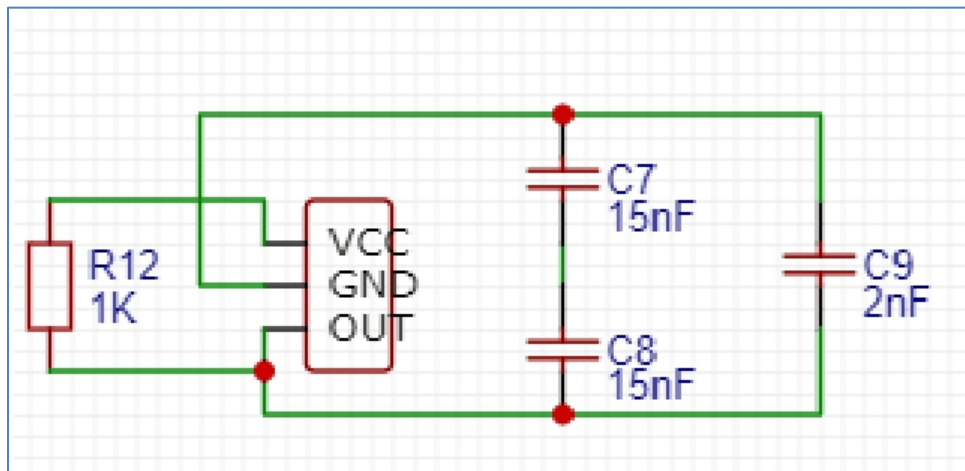 R12
1K
VCC
GND
OUT
C7
15nF
C8
15nF
C9
2nF